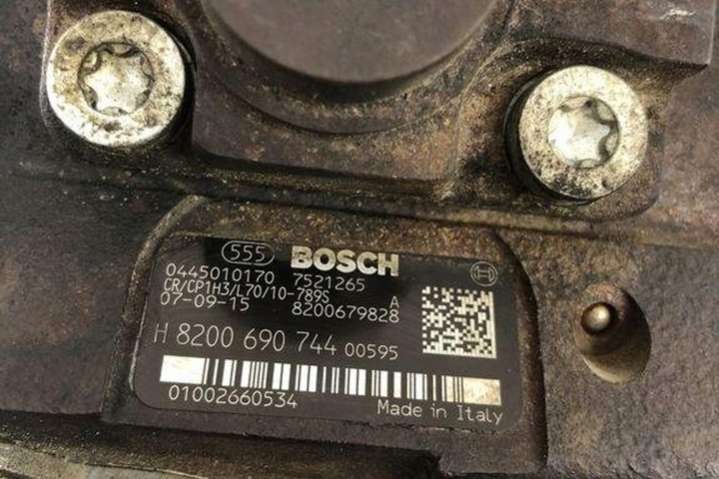 555 BOSCH
0445010170 7521265
CR/CP1H3/L70/10-789S A
07-09-15 8200679828
H 8200 690 744 00595
01002660534
Made in Italy